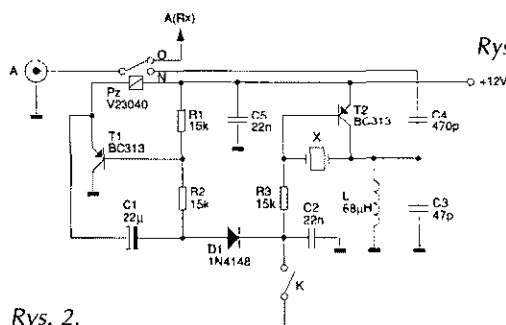 A(Rx)
Rys
A
O
N
Pz
V23040
+12V
T1
BC313
R1
15k
C5
22n
T2
BC313
C4
470p
X
R2
15k
R3
15k
C1
22µ
C2
22n
L
68µH
C3
47p
D1
1N4148
K
Rys. 2.